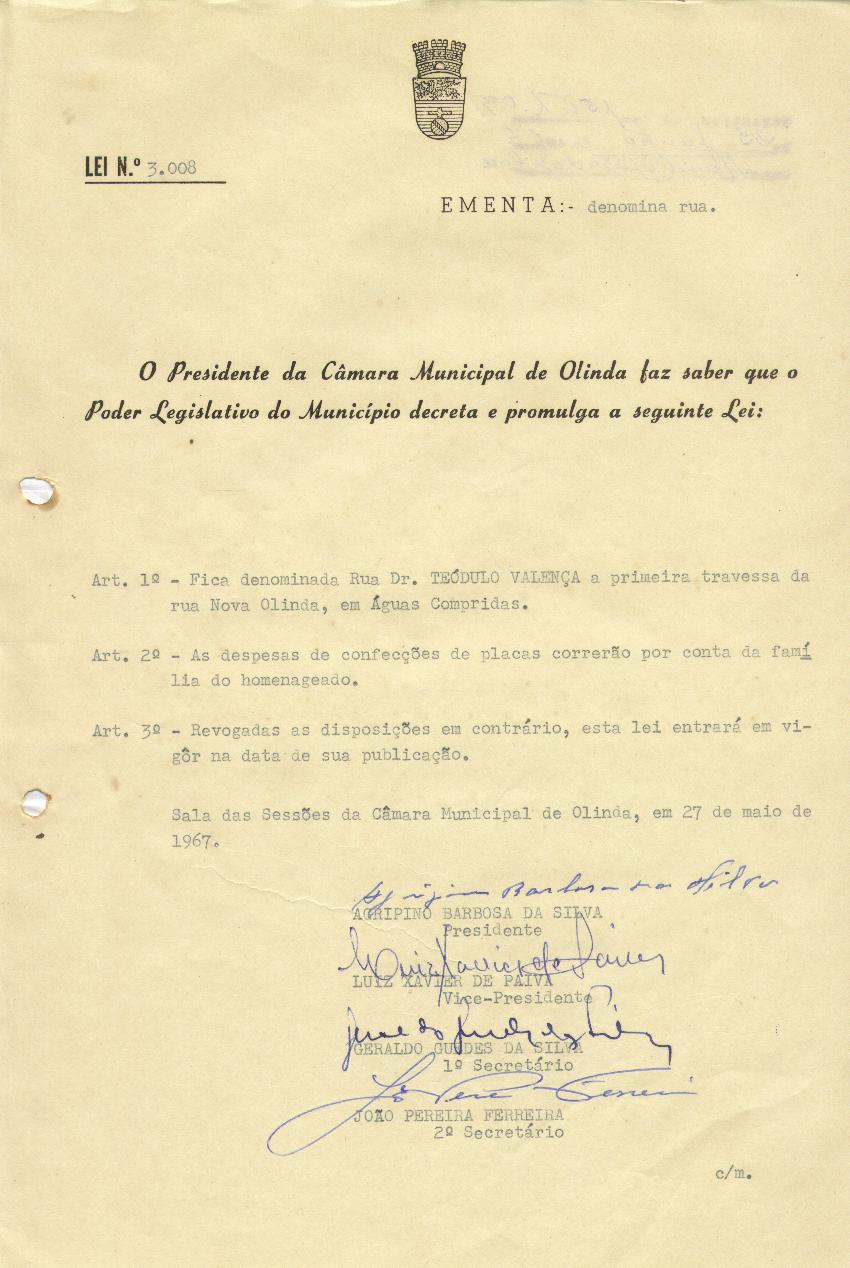 LEI N.º 3.008
EMENTA:- denomina rua.
O Presidente da Câmara Municipal de Olinda faz saber que o
Poder Legislativo do Município decreta e promulga a seguinte Lei:
Art. 1º - Fica denominada Rua Dr. TEÓDULO VALENÇA a primeira travessa da
rua Nova Olinda, em Águas Compridas.
Art. 2º - As despesas de confecções de placas correrão por conta da famí
lia do homenageado.
Art. 3º - Revogadas as disposições em contrário, esta lei entrará em vi-
gôr na data de sua publicação.
Sala das Sessões da Câmara Municipal de Olinda, em 27 de maio de
1967.
Agripino Barbosa da Silva
AGRIPINO BARBOSA DA SILVA
Presidente
Luiz Xavier de Paiva
LUIZ XAVIER DE PAIVA
Vice-Presidente
GERALDO GUEDES DA SILVA
1º Secretário
JOÃO PEREIRA FERREIRA
2º Secretário
c/m.